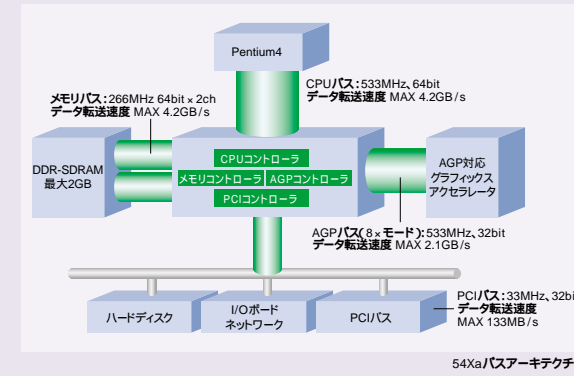 Pentium4
CPUバス:533MHz、64bit
データ転送速度 MAX 4.2GB/s
メモリバス:266MHz 64bit×2ch
データ転送速度 MAX 4.2GB/s
DDR-SDRAM
最大2GB
CPUコントローラ
メモリコントローラ
AGPコントローラ
PCIコントローラ
AGP対応
グラフィックス
アクセラレータ
AGPバス(8×モード):533MHz、32bit
データ転送速度 MAX 2.1GB/s
ハードディスク
I/Oボード
ネットワーク
PCIバス
PCIバス:33MHz、32bi
データ転送速度
MAX 133MB/s
54Xaバスアーキテクチ